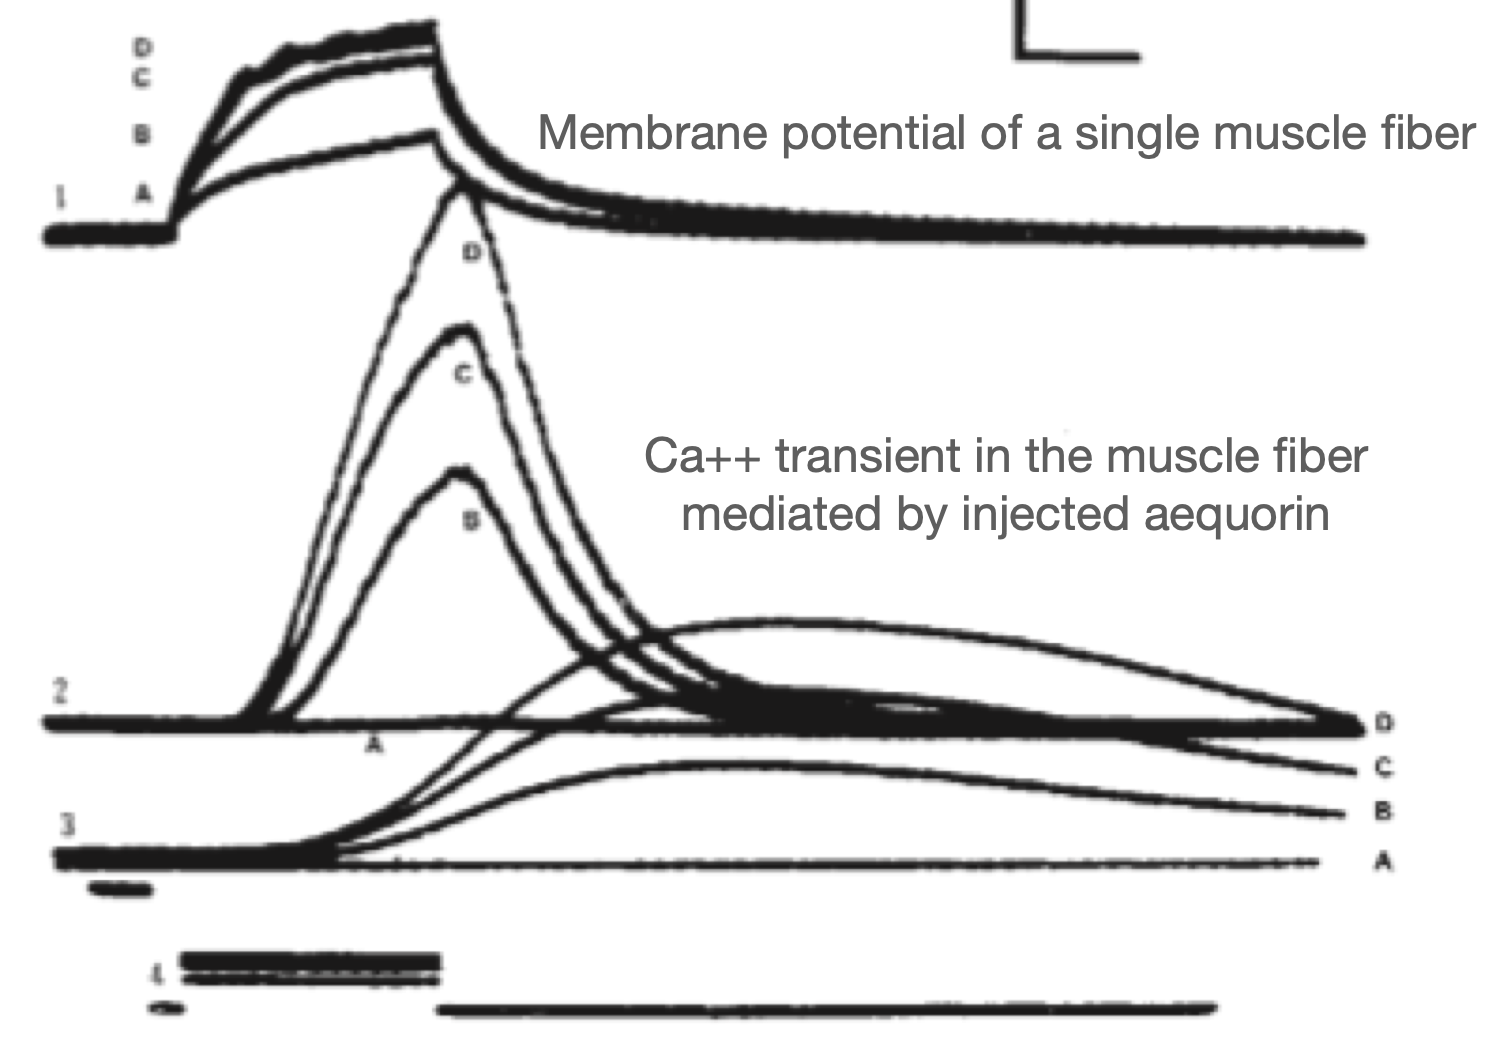 D
C
Membrane potential of a single muscle fiber
B
1 A
D
C
Ca++ transient in the muscle fiber
mediated by injected aequorin
B
2
A
D
C
3
B
A
4